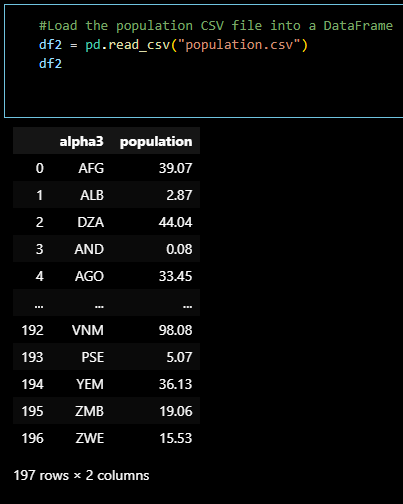 #Load the population CSV file into a DataFrame
df2 = pd.read_csv("population.csv")
df2
alpha3 population
0 AFG 39.07
1 ALB 2.87
2 DZA 44.04
3 AND 0.08
4 AGO 33.45
... ... ...
192 VNM 98.08
193 PSE 5.07
194 YEM 36.13
195 ZMB 19.06
196 ZWE 15.53
197 rows × 2 columns